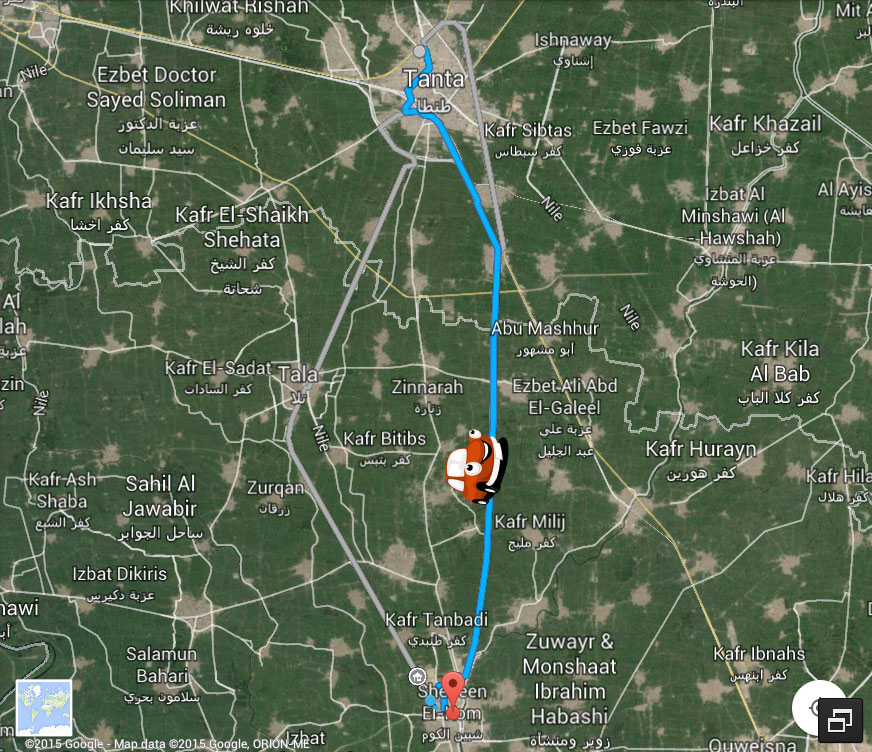 Khilwat Rishah
خلوه ريشة
Mit A
Ishnaway
إشناوي
Nile
Ezbet Doctor
Sayed Soliman
عزبة الدكتور
سيد سليمان
Tanta
طنطا
Kafr Sibtas
كفر سبطاس
Ezbet Fawzi
عزبة فوزي
Kafr Khazail
كفر خزاعل
Kafr Ikhsha
كفر اخشا
Kafr El-Shaikh
Shehata
كفر الشيخ
شحاتة
Nile
Izbat Al
Minshawi (Al
- Hawshah)
عزبة المنشاوي
(الحوشة
Al Ayis
Al
lah
عزبة
Abu Mashhur
ابو مشهور
Nile
Kafr Kila
Al Bab
كفر كلا الباب
Kafr El-Sadat
كفر السادات
Tala
تلا
Zinnarah
زنارة
Ezbet Ali Abd
El-Galeel
عزبة علي
عبد الجليل
zin
Nile
Nile
Kafr Bitibs
كفر بتبس
Kafr Hurayn
كفر هورين
Kafr Ash
Shaba
كفر السبع
Sahil Al
Jawabir
ساحل الجوابر
Zurqan
زرقان
Kafr Hila
كفر هلال
Kafr Milij
كفر مليج
Izbat Dikiris
عزبة دكيرس
nawi
Kafr Tanbadi
كفر طنبدي
Salamun
Bahari
سلامون بحري
Zuwayr &
Monshaat
Ibrahim
Habashi
زوير ومنشاة
Kafr Ibnahs
كفر ابنهس
El-Kom
شبين الكوم
Izbat
Quweisna
©2015 Google - Map data ©2015 Google, ORION-ME